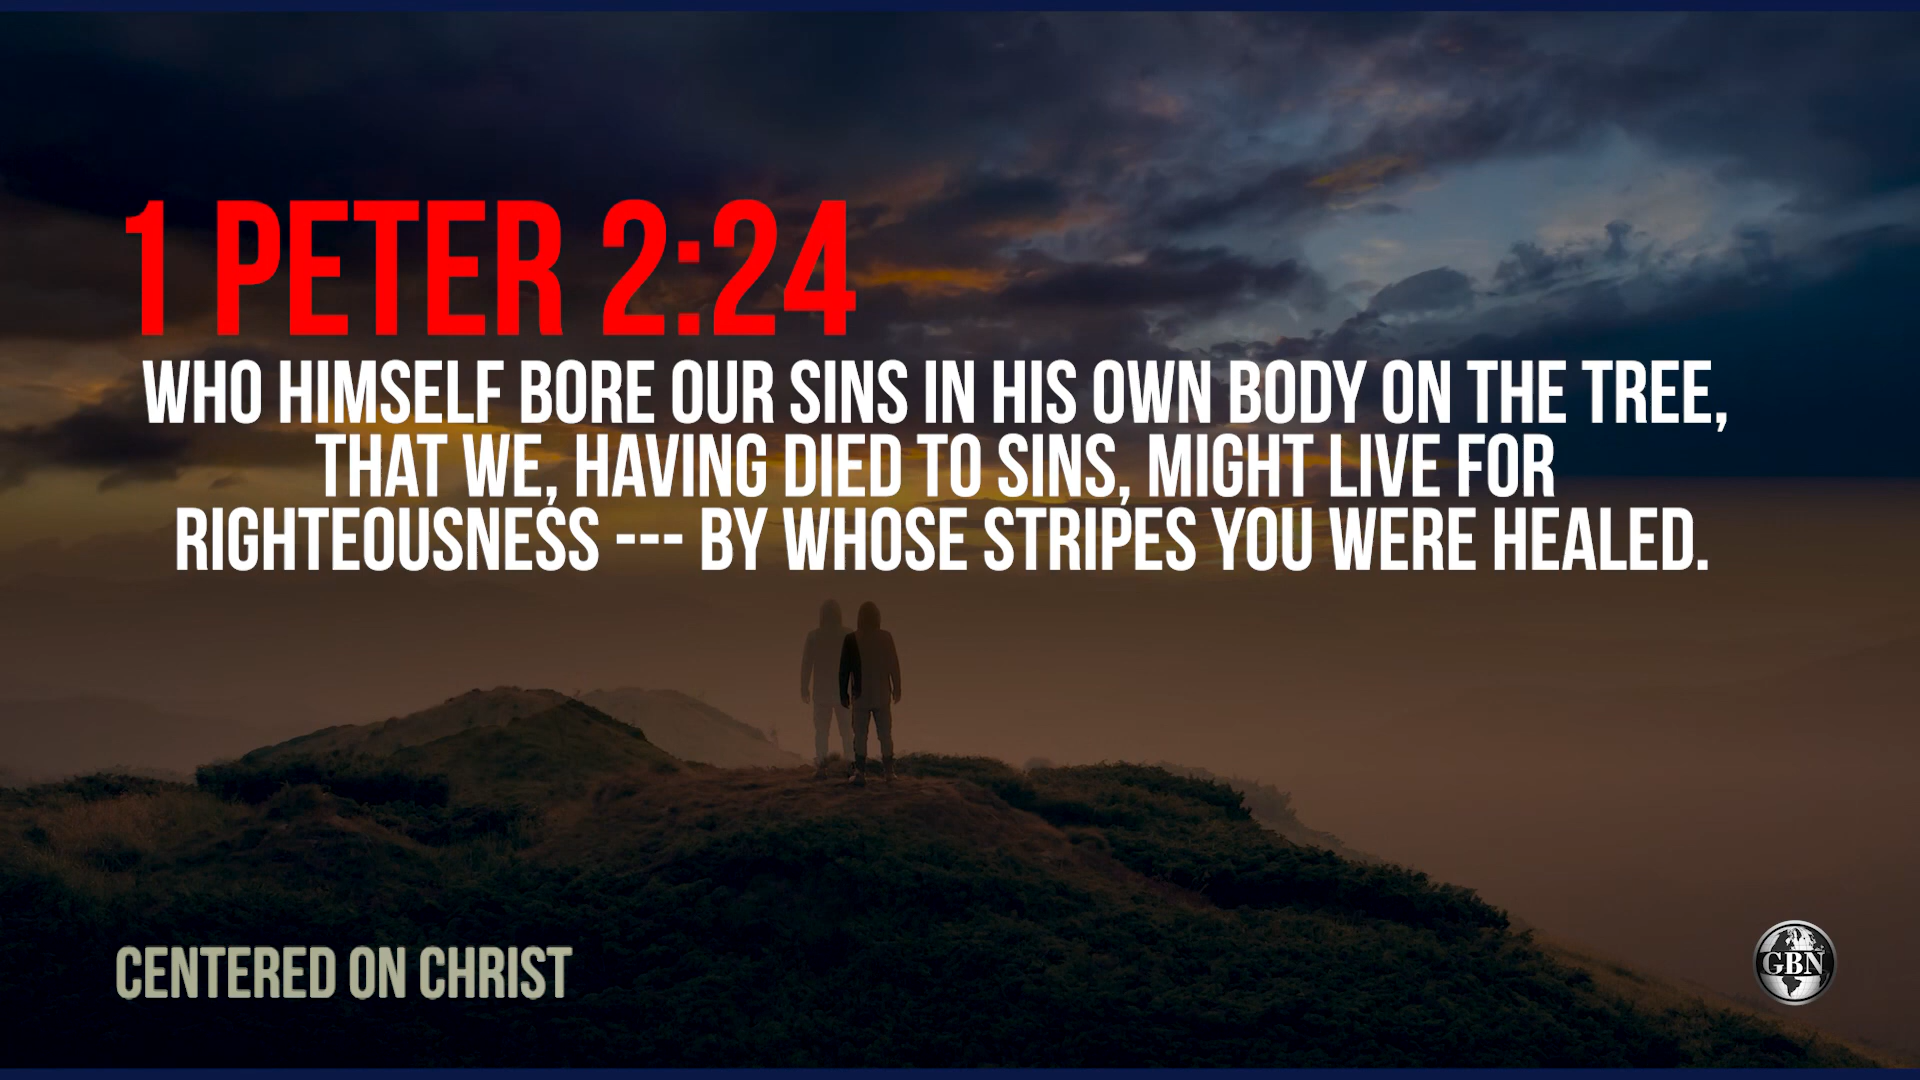 1 PETER 2:24
WHO HIMSELF BORE OUR SINS IN HIS OWN BODY ON THE TREE,
THAT WE, HAVING DIED TO SINS, MIGHT LIVE FOR
RIGHTEOUSNESS --- BY WHOSE STRIPES YOU WERE HEALED.
CENTERED ON CHRIST
GBN